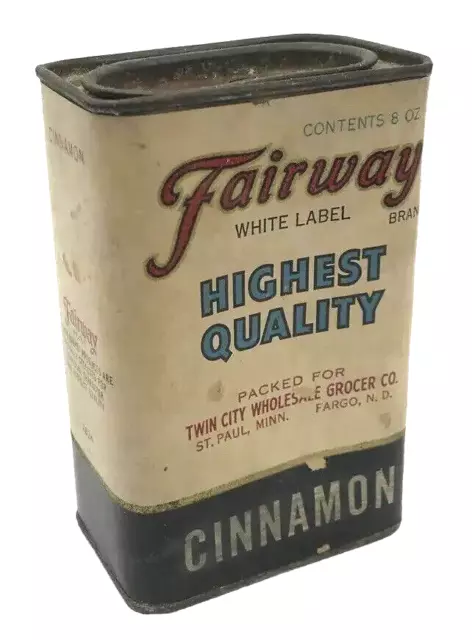 CONTENTS 8 OZ
Fairway
WHITE LABEL BRAN
HIGHEST
QUALITY
PACKED FOR
TWIN CITY WHOLESALE GROCER CO.
ST. PAUL, MINN. FARGO, N. D.
CINNAMON
CINNAMON
Fairway